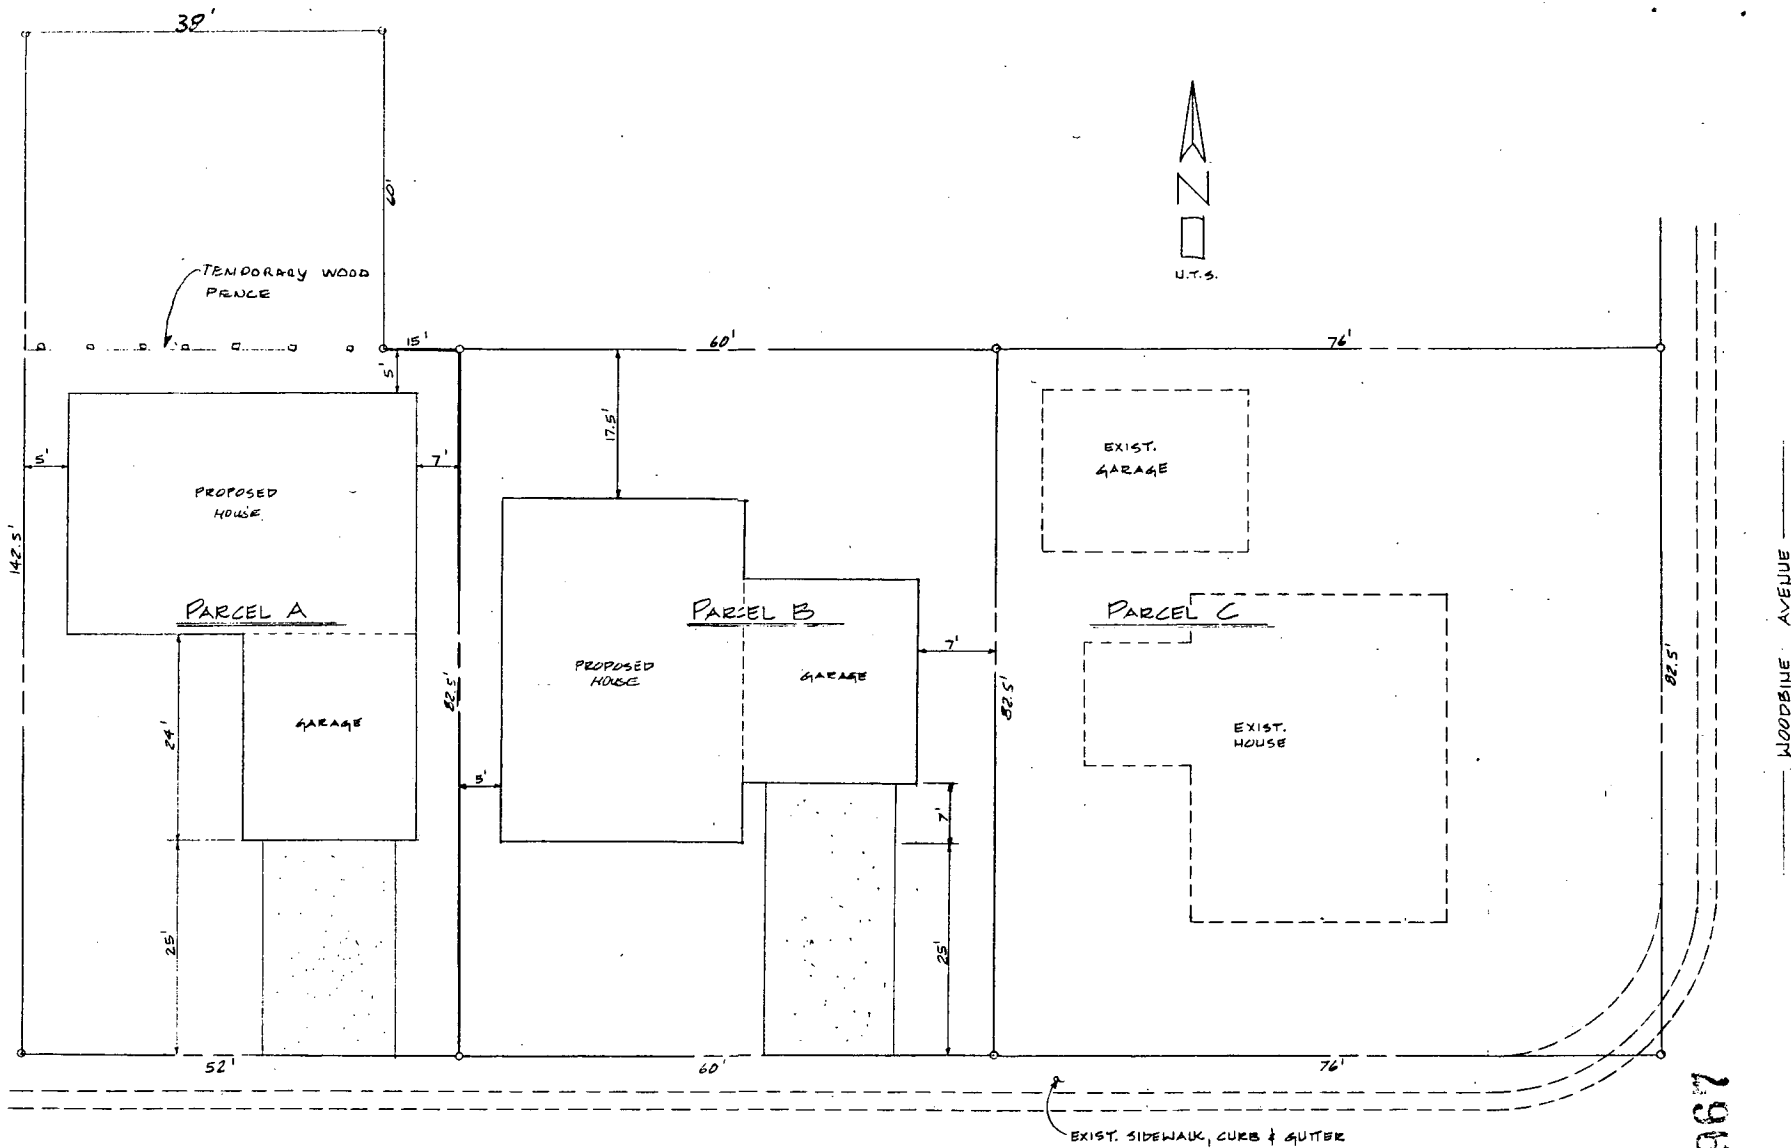 38'
60'
N
N.T.S.
TEMPORARY WOOD
FENCE
15'
60'
76'
5'
17.5'
5'
7'
EXIST.
GARAGE
PROPOSED
HOUSE
142.5'
PARCEL A
PARCEL B
PARCEL C
7'
PROPOSED
HOUSE
GARAGE
82.5'
82.5'
82.5'
WOODBINE AVENUE
24'
GARAGE
EXIST.
HOUSE
5'
7'
25'
25'
52'
60'
76'
EXIST. SIDEWALK, CURB & GUTTER